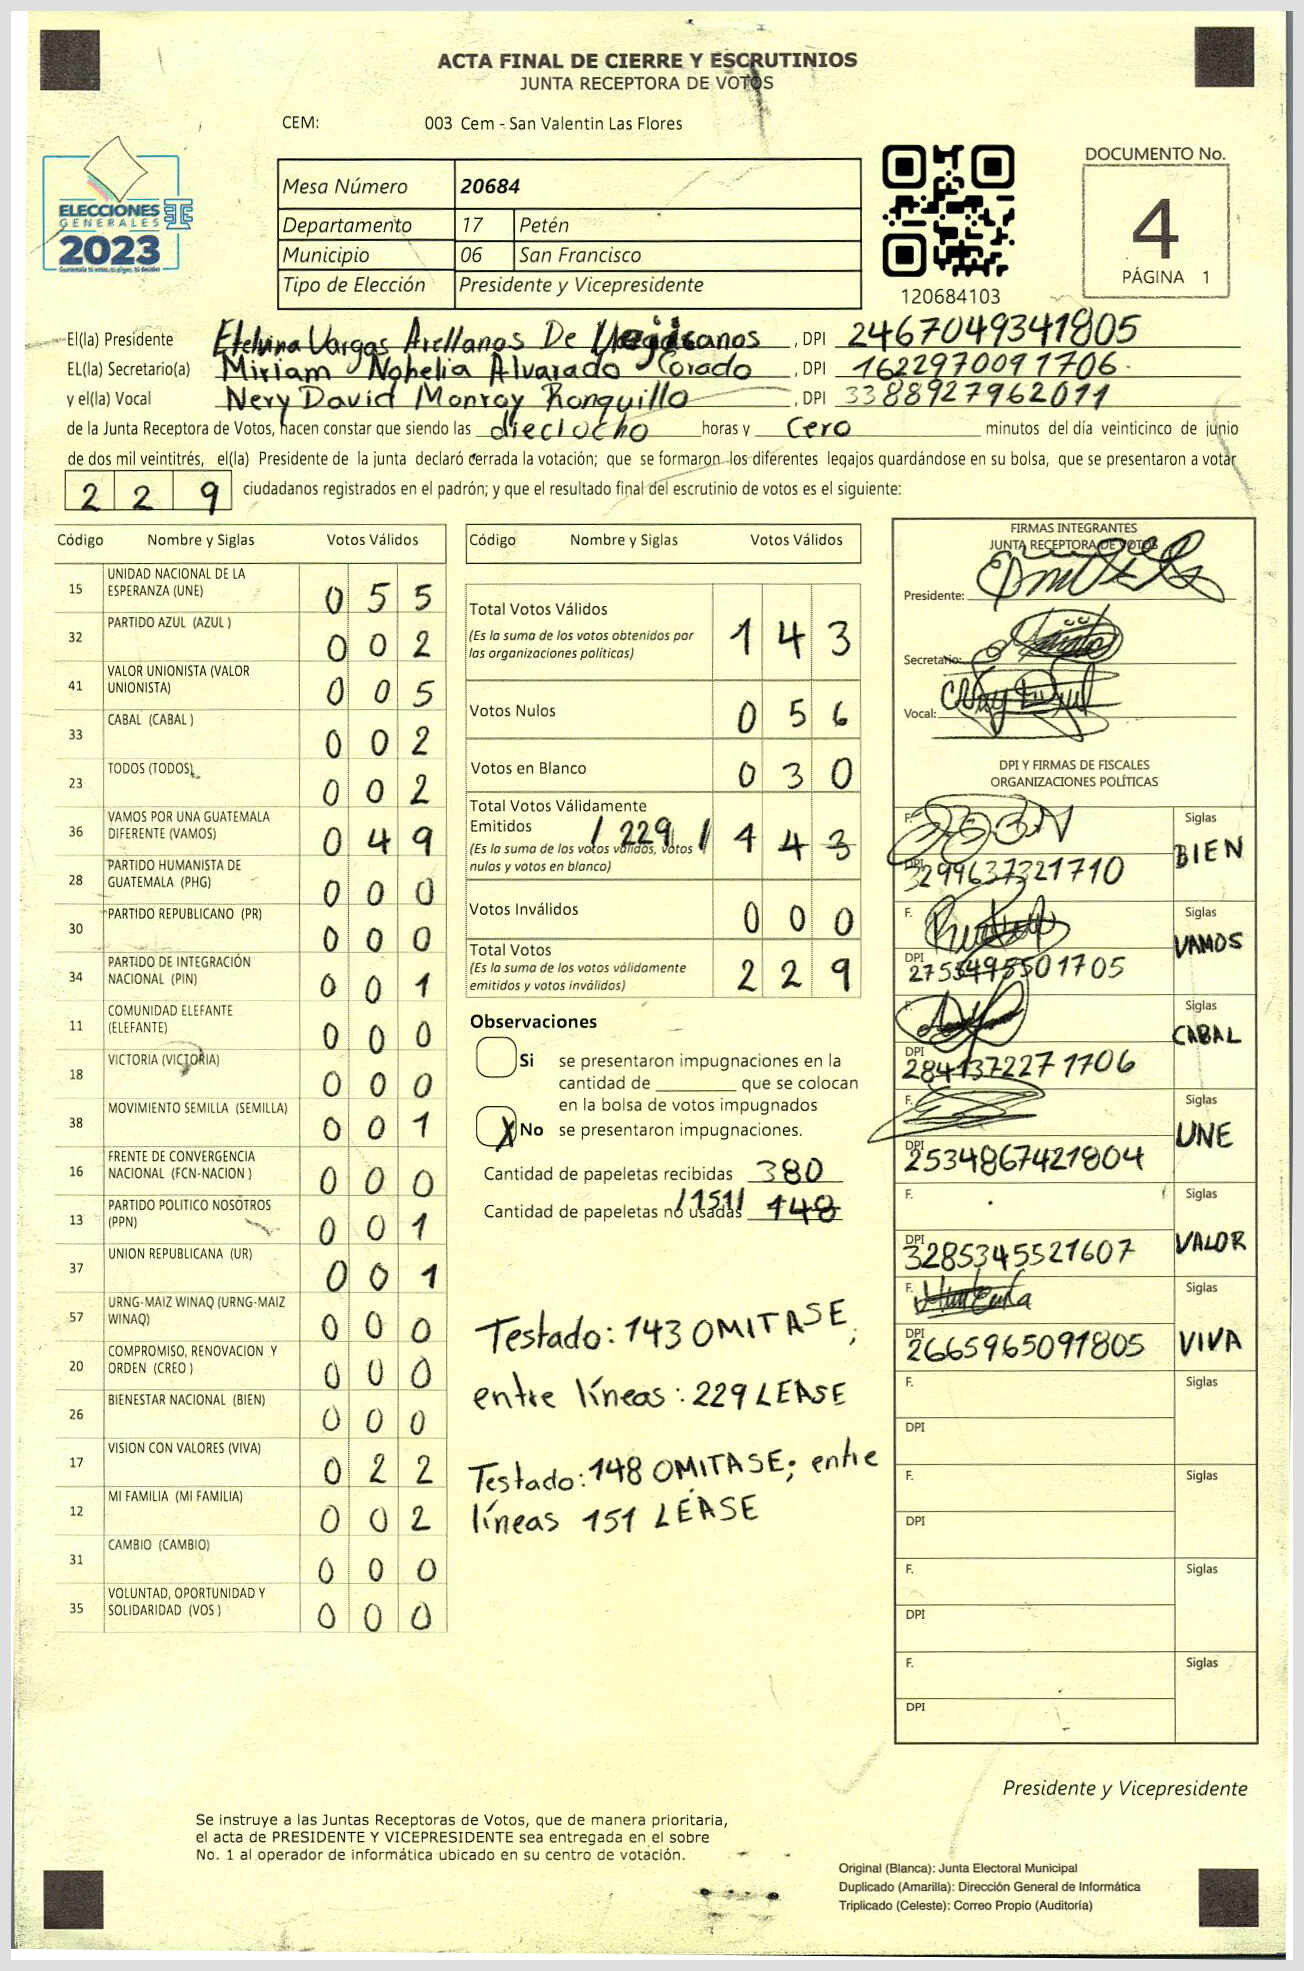 ACTA FINAL DE CIERRE Y ESCRUTINIOS
JUNTA RECEPTORA DE VOTOS
CEM: 003 Cem - San Valentin Las Flores
ELECCIONES
GENERALES
2023
Mesa Número 20684
Departamento 17 Petén
Municipio 06 San Francisco
Tipo de Elección Presidente y Vicepresidente
120684103
DOCUMENTO No.
4
PÁGINA 1
El(la) Presidente Etelvina Vargas Arellanos De , DPI 2467049341805
EL(la) Secretario(a) Miriam Nohelia Alvarado Corado , DPI 1622970091706
y el(la) Vocal Nery David Monroy Ronquillo , DPI 3388927962011
de la Junta Receptora de Votos, hacen constar que siendo las dieciocho horas y cero minutos del día veinticinco de junio
de dos mil veintitrés, el(la) Presidente de la junta declaró cerrada la votación; que se formaron los diferentes legajos quardándose en su bolsa, que se presentaron a votar
2 2 9 ciudadanos registrados en el padrón; y que el resultado final del escrutinio de votos es el siguiente:
Código Nombre y Siglas Votos Válidos
15 UNIDAD NACIONAL DE LA ESPERANZA (UNE) 0 5 5
32 PARTIDO AZUL (AZUL ) 0 0 2
41 VALOR UNIONISTA (VALOR UNIONISTA) 0 0 5
33 CABAL (CABAL ) 0 0 2
23 TODOS (TODOS) 0 0 2
36 VAMOS POR UNA GUATEMALA DIFERENTE (VAMOS) 0 4 9
28 PARTIDO HUMANISTA DE GUATEMALA (PHG) 0 0 0
30 PARTIDO REPUBLICANO (PR) 0 0 0
34 PARTIDO DE INTEGRACIÓN NACIONAL (PIN) 0 0 1
11 COMUNIDAD ELEFANTE (ELEFANTE) 0 0 0
18 VICTORIA (VICTORIA) 0 0 0
38 MOVIMIENTO SEMILLA (SEMILLA) 0 0 1
16 FRENTE DE CONVERGENCIA NACIONAL (FCN-NACION ) 0 0 0
13 PARTIDO POLITICO NOSOTROS (PPN) 0 0 1
37 UNION REPUBLICANA (UR) 0 0 1
57 URNG-MAIZ WINAQ (URNG-MAIZ WINAQ) 0 0 0
20 COMPROMISO, RENOVACION Y ORDEN (CREO ) 0 0 0
26 BIENESTAR NACIONAL (BIEN) 0 0 0
17 VISION CON VALORES (VIVA) 0 2 2
12 MI FAMILIA (MI FAMILIA) 0 0 2
31 CAMBIO (CAMBIO) 0 0 0
35 VOLUNTAD, OPORTUNIDAD Y SOLIDARIDAD (VOS ) 0 0 0
Código Nombre y Siglas Votos Válidos
Total Votos Válidos 1 4 3
(Es la suma de los votos obtenidos por
las organizaciones políticas)
Votos Nulos 0 5 6
Votos en Blanco 0 3 0
Total Votos Válidamente
Emitidos / 229 / 1 4 3
(Es la suma de los votos válidos, votos
nulos y votos en blanco)
Votos Inválidos 0 0 0
Total Votos 2 2 9
(Es la suma de los votos válidamente
emitidos y votos inválidos)
Observaciones
Si se presentaron impugnaciones en la
cantidad de ________ que se colocan
en la bolsa de votos impugnados
X No se presentaron impugnaciones.
Cantidad de papeletas recibidas 380
Cantidad de papeletas no usadas /151/ 148
Testado: 143 OMITASE,
entre líneas: 229 LEASE
Testado: 148 OMITASE; entre
líneas 151 LEASE
FIRMAS INTEGRANTES
JUNTA RECEPTORA DE VOTOS
Presidente:
Secretario:
Vocal:
DPI Y FIRMAS DE FISCALES
ORGANIZACIONES POLÍTICAS
F. Siglas
DPI 3299637321710 BIEN
F. Siglas
DPI 2755495501705 VAMOS
F. Siglas
DPI 2841372271706 CABAL
F. Siglas
DPI 2534867421804 UNE
F. Siglas
DPI 3285345521607 VALOR
F. Siglas
DPI 2665965091805 VIVA
F. Siglas
DPI
F. Siglas
DPI
F. Siglas
DPI
F. Siglas
DPI
Presidente y Vicepresidente
Se instruye a las Juntas Receptoras de Votos, que de manera prioritaria,
el acta de PRESIDENTE Y VICEPRESIDENTE sea entregada en el sobre
No. 1 al operador de informática ubicado en su centro de votación.
Original (Blanca): Junta Electoral Municipal
Duplicado (Amarilla): Dirección General de Informática
Triplicado (Celeste): Correo Propio (Auditoría)